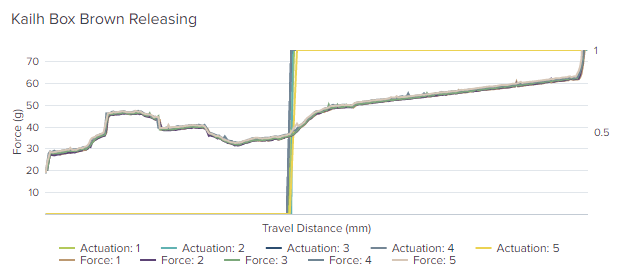 Kailh Box Brown Releasing
70
60
50
40
30
20
10
Force (g)
1
0.5
Travel Distance (mm)
Actuation: 1 Actuation: 2 Actuation: 3 Actuation: 4 Actuation: 5
Force: 1 Force: 2 Force: 3 Force: 4 Force: 5